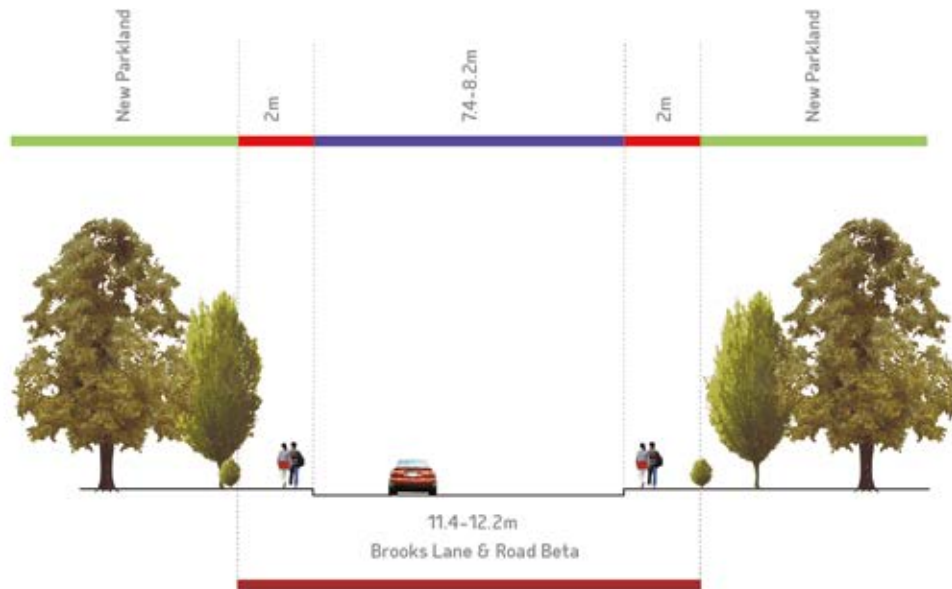 New Parkland
2m
7.4-8.2m
2m
New Parkland
11.4-12.2m
Brooks Lane & Road Beta